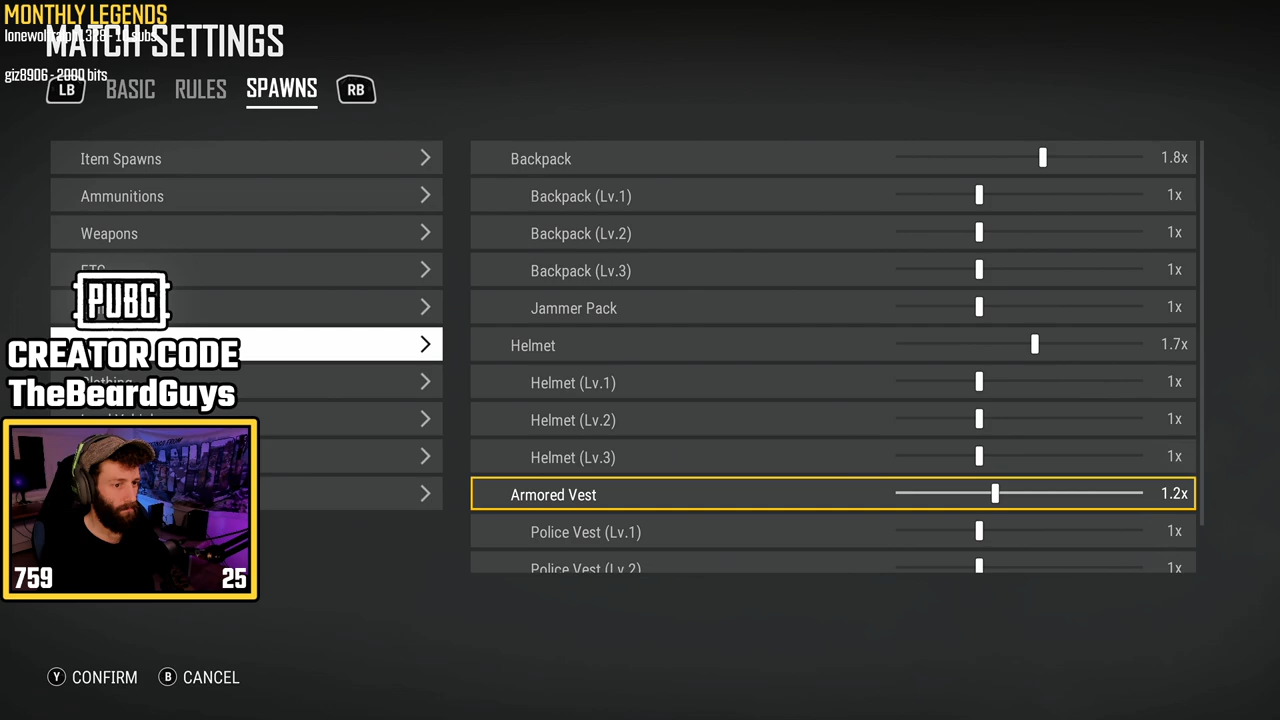 MONTHLY LEGENDS
MATCH SETTINGS
giz8906 - 2000 bits
LB BASIC RULES SPAWNS RB
Item Spawns
Ammunitions
Weapons
ETC
PUBG
CREATOR CODE
Clothing
TheBeardGuys
759 25
Backpack 1.8x
Backpack (Lv.1) 1x
Backpack (Lv.2) 1x
Backpack (Lv.3) 1x
Jammer Pack 1x
Helmet 1.7x
Helmet (Lv.1) 1x
Helmet (Lv.2) 1x
Helmet (Lv.3) 1x
Armored Vest 1.2x
Police Vest (Lv.1) 1x
Police Vest (Lv.2) 1x
Y CONFIRM B CANCEL